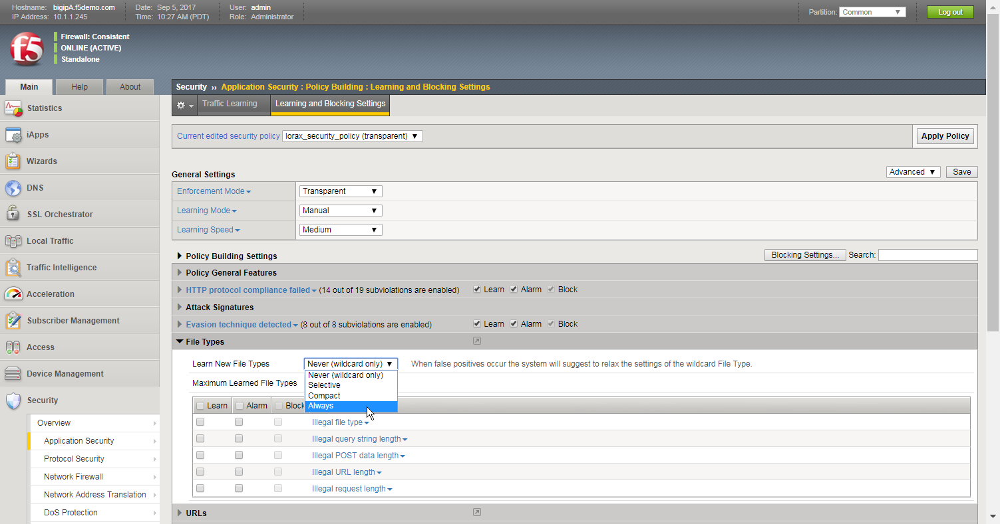 Hostname: bigipA.f5demo.com Date: Sep 5, 2017 User: admin
IP Address: 10.1.1.245 Time: 10:27 AM (PDT) Role: Administrator
Partition: Common ▼ Log out
f5
Firewall: Consistent
ONLINE (ACTIVE)
Standalone
Main Help About
Security ›› Application Security : Policy Building : Learning and Blocking Settings
Traffic Learning Learning and Blocking Settings
Statistics
iApps
Wizards
DNS
SSL Orchestrator
Local Traffic
Traffic Intelligence
Acceleration
Subscriber Management
Access
Device Management
Security
Overview
Application Security
Protocol Security
Network Firewall
Network Address Translation
DoS Protection
Current edited security policy lorax_security_policy (transparent) ▼ Apply Policy
General Settings Advanced ▼ Save
Enforcement Mode Transparent ▼
Learning Mode Manual ▼
Learning Speed Medium ▼
Policy Building Settings Blocking Settings... Search:
Policy General Features
HTTP protocol compliance failed (14 out of 19 subviolations are enabled) Learn Alarm Block
Attack Signatures
Evasion technique detected (8 out of 8 subviolations are enabled) Learn Alarm Block
File Types
Learn New File Types Never (wildcard only) ▼ When false positives occur the system will suggest to relax the settings of the wildcard File Type.
Never (wildcard only)
Selective
Compact
Always
Maximum Learned File Types
Learn Alarm Block
Illegal file type
Illegal query string length
Illegal POST data length
Illegal URL length
Illegal request length
URLs